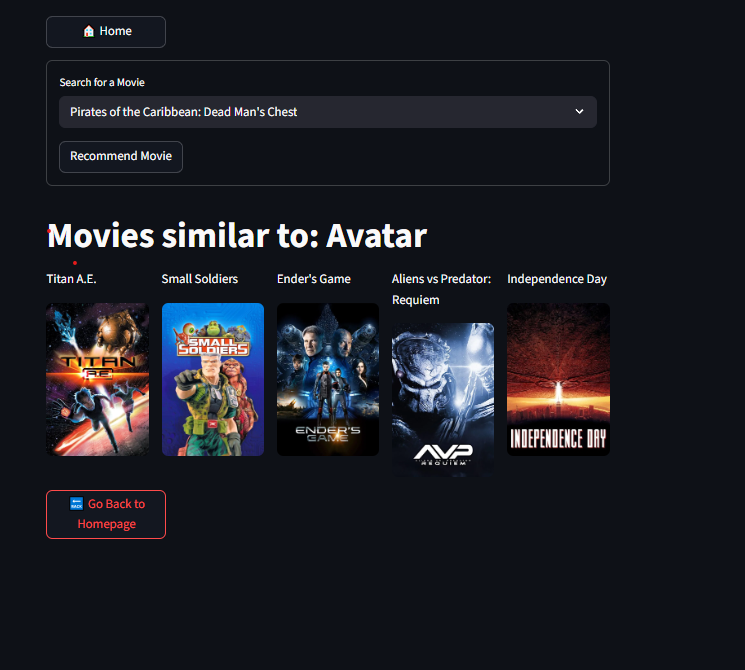 Home
Search for a Movie
Pirates of the Caribbean: Dead Man's Chest
Recommend Movie
Movies similar to: Avatar
Titan A.E.
Small Soldiers
Ender's Game
Aliens vs Predator:
Requiem
Independence Day
TITAN
A.E.
SMALL
SOLDIERS
ENDER'S
GAME
AVP
REQUIEM
INDEPENDENCE DAY
BACK
Go Back to
Homepage